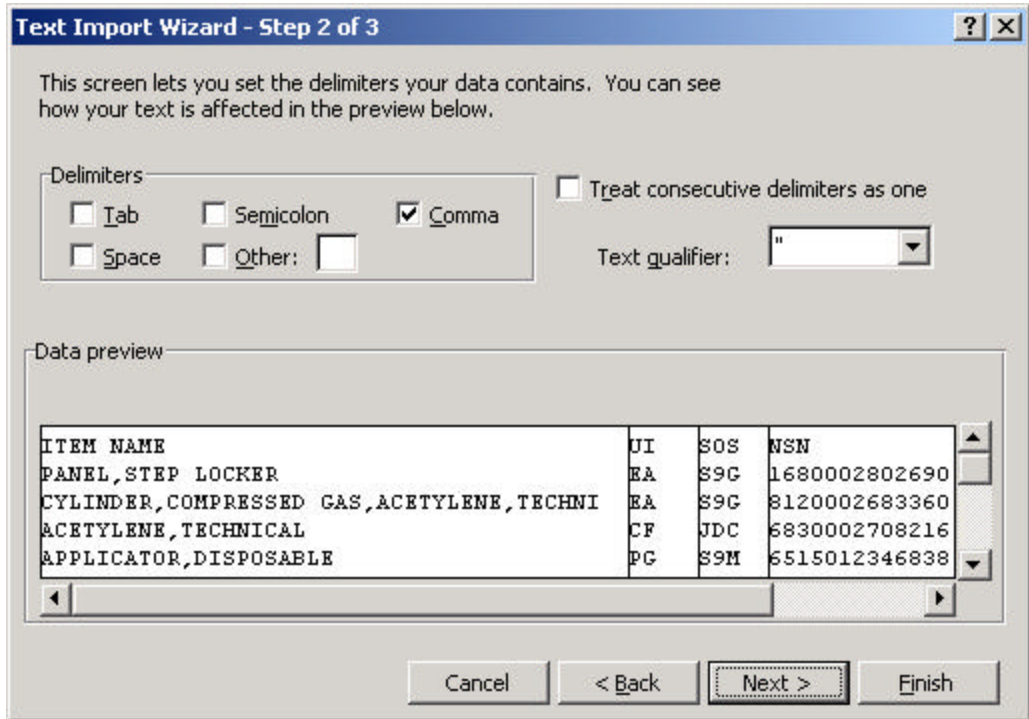 Text Import Wizard - Step 2 of 3
This screen lets you set the delimiters your data contains. You can see
how your text is affected in the preview below.
Delimiters
Tab Semicolon Comma
Space Other:
Treat consecutive delimiters as one
Text qualifier: "
Data preview
ITEM NAME UI SOS NSN
PANEL,STEP LOCKER EA S9G 1680002802690
CYLINDER,COMPRESSED GAS,ACETYLENE,TECHNI EA S9G 8120002683360
ACETYLENE,TECHNICAL CF JDC 6830002708216
APPLICATOR,DISPOSABLE PG S9M 6515012346838
Cancel < Back Next > Finish